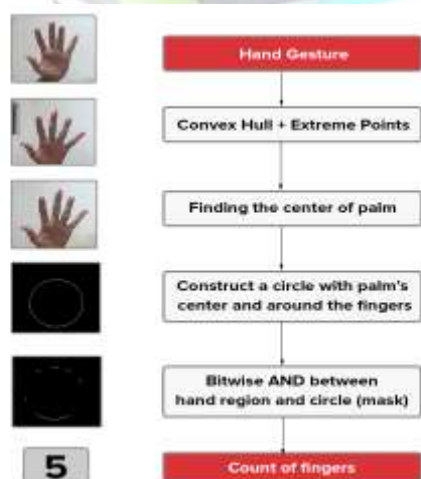 Hand Gesture
Convex Hull + Extreme Points
Finding the center of palm
Construct a circle with palm's
center and around the fingers
Bitwise AND between
hand region and circle (mask)
5
Count of fingers